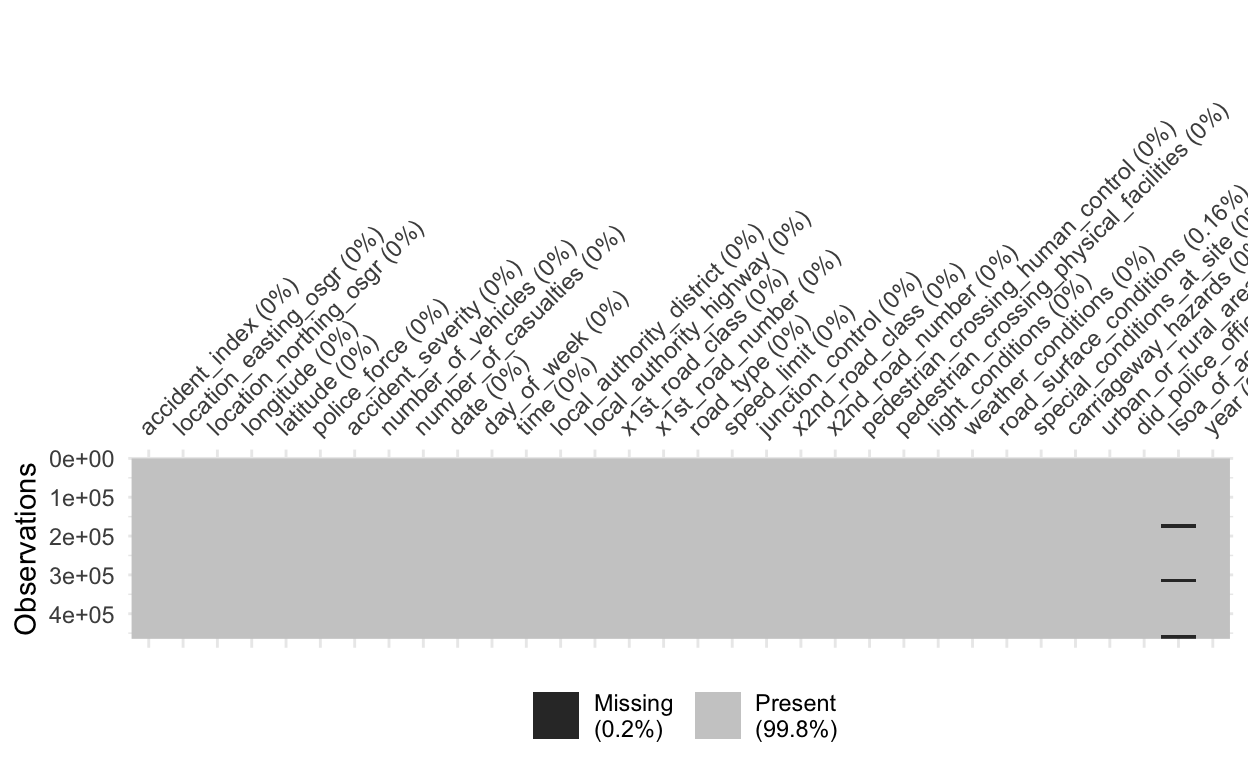 accident_index (0%)
location_easting_osgr (0%)
location_northing_osgr (0%)
longitude (0%)
latitude (0%)
police_force (0%)
accident_severity (0%)
number_of_vehicles (0%)
number_of_casualties (0%)
date (0%)
day_of_week (0%)
time (0%)
local_authority_district (0%)
local_authority_highway (0%)
x1st_road_class (0%)
x1st_road_number (0%)
road_type (0%)
speed_limit (0%)
junction_control (0%)
x2nd_road_class (0%)
x2nd_road_number (0%)
pedestrian_crossing_human_control (0%)
pedestrian_crossing_physical_facilities (0%)
light_conditions (0%)
weather_conditions (0%)
road_surface_conditions (0.16%)
special_conditions_at_site (0%
carriageway_hazards (0%
urban_or_rural_area
did_police_offi
lsoa_of_ac
year (
Observations
0e+00
1e+05
2e+05
3e+05
4e+05
Missing
(0.2%)
Present
(99.8%)